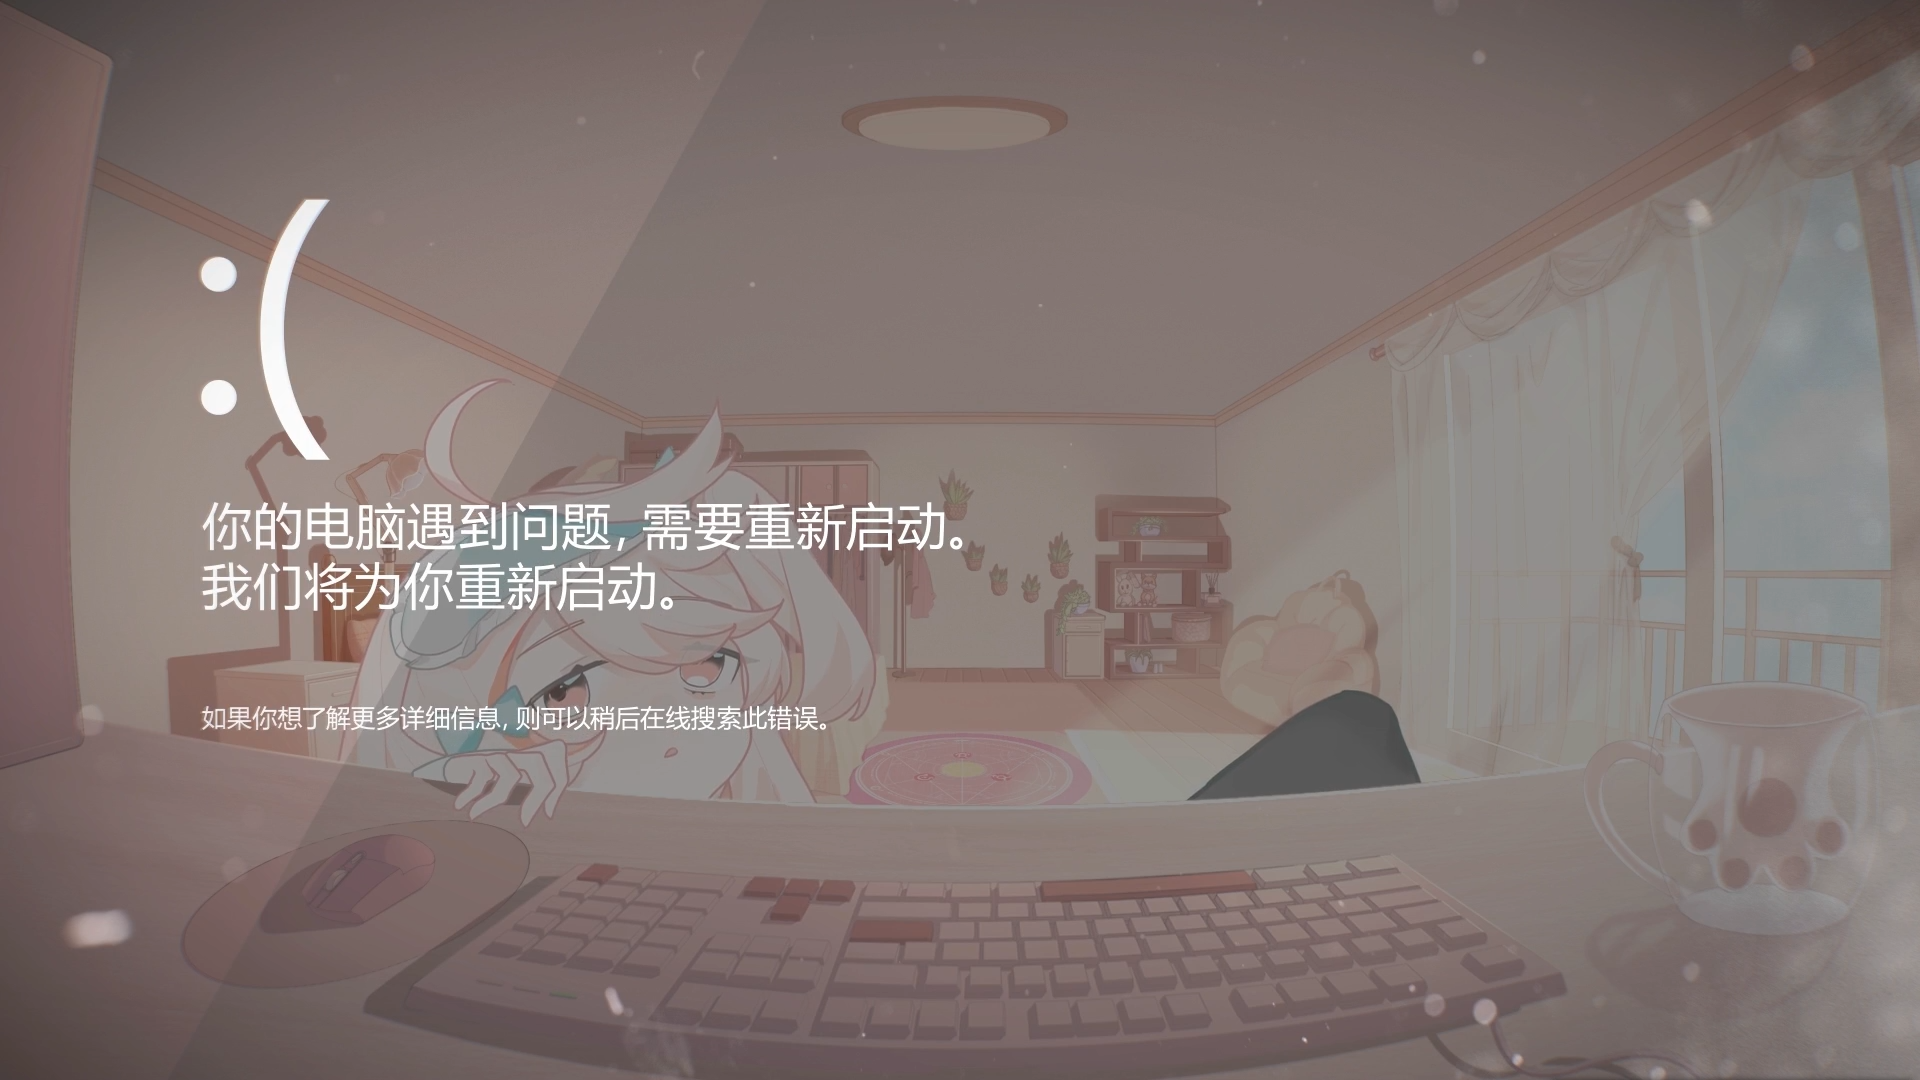 :(
你的电脑遇到问题, 需要重新启动。
我们将为你重新启动。
如果你想了解更多详细信息, 则可以稍后在线搜索此错误。